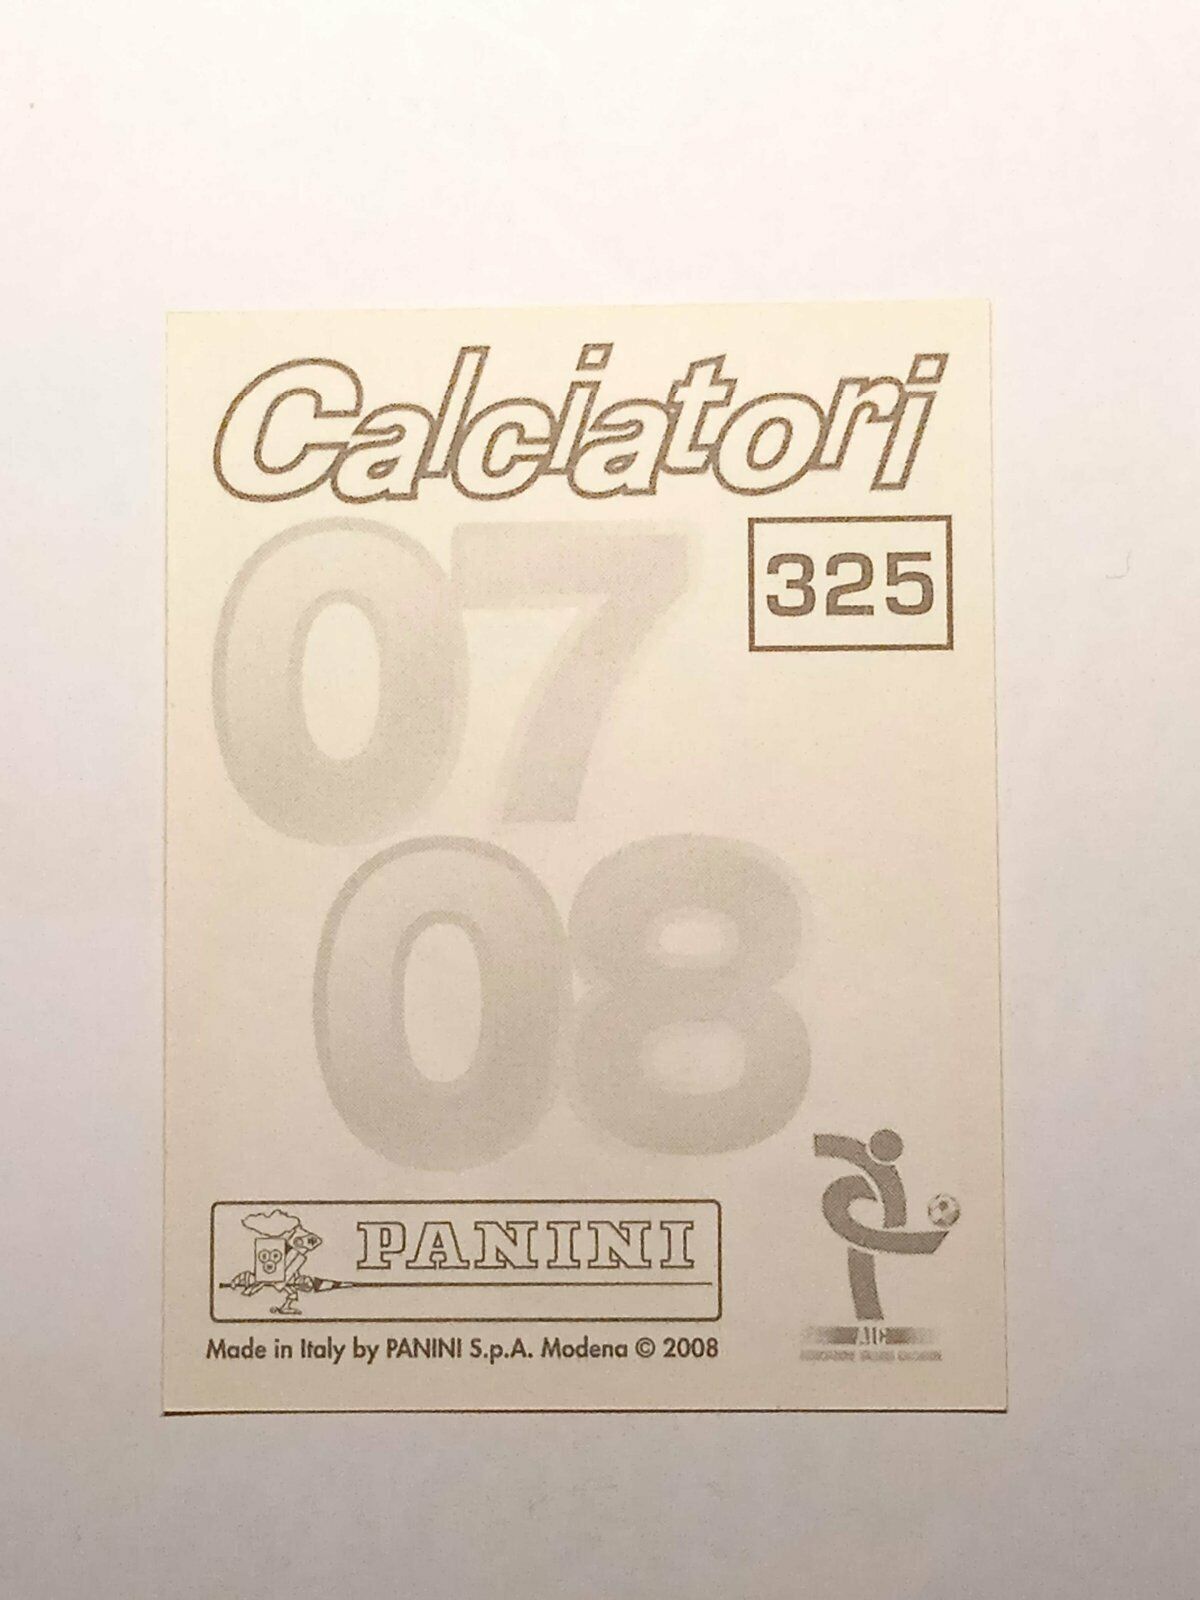 Calciatori
07
325
08
PANINI
Made in Italy by PANINI S.p.A. Modena © 2008